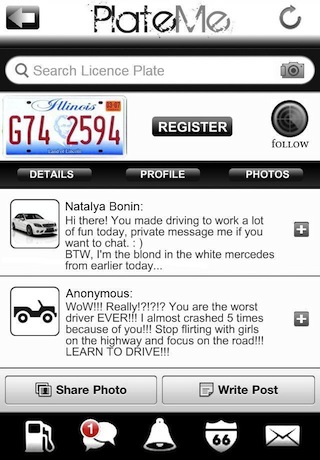 PlateMe
Search Licence Plate
Illinois
03-07
G74 2594
Land of Lincoln
REGISTER
FOLLOW
DETAILS
PROFILE
PHOTOS
Natalya Bonin:
Hi there! You made driving to work a lot
of fun today, private message me if you
want to chat. : )
BTW, I'm the blond in the white mercedes
from earlier today...
Anonymous:
WoW!!! Really!?!?!? You are the worst
driver EVER!!! I almost crashed 5 times
because of you!!! Stop flirting with girls
on the highway and focus on the road!!!
LEARN TO DRIVE!!!
Share Photo
Write Post
1
66